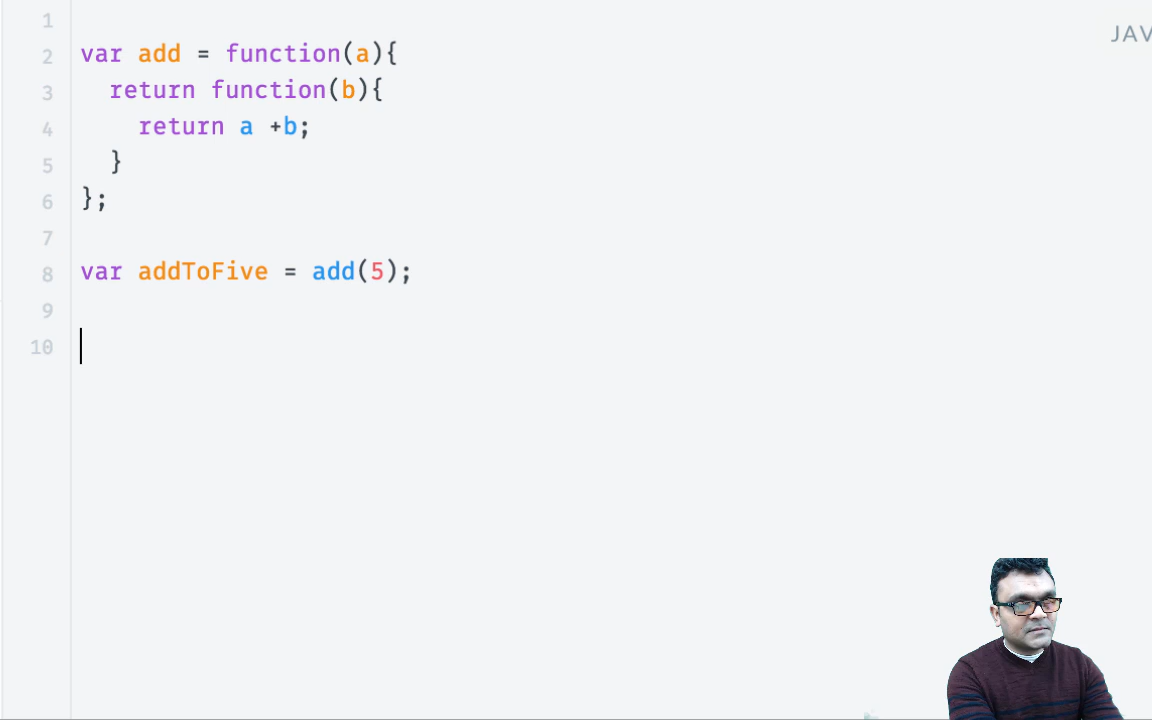 JAV
1
2 var add = function(a){
3 return function(b){
4 return a +b;
5 }
6 };
7
8 var addToFive = add(5);
9
10